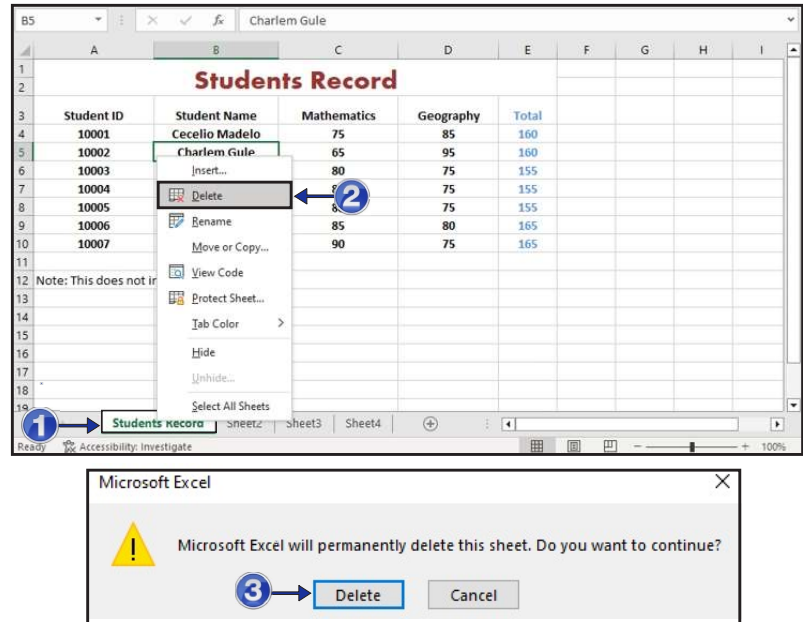 B5 fx Charlem Gule
A B C D E F G H I
1
2 Students Record
3 Student ID Student Name Mathematics Geography Total
4 10001 Cecelio Madelo 75 85 160
5 10002 Charlem Gule 65 95 160
6 10003 Insert... 80 75 155
7 10004 Delete 2 75 155
8 10005 75 155
9 10006 Rename 85 80 165
10 10007 Move or Copy... 90 75 165
11
12 Note: This does not View Code
13 Protect Sheet...
14 Tab Color
15
16 Hide
17 Unhide...
18
19 Select All Sheets
1 Students Record Sheet2 Sheet3 Sheet4
Ready Accessibility: Investigate 100%
Microsoft Excel
Microsoft Excel will permanently delete this sheet. Do you want to continue?
3 Delete Cancel